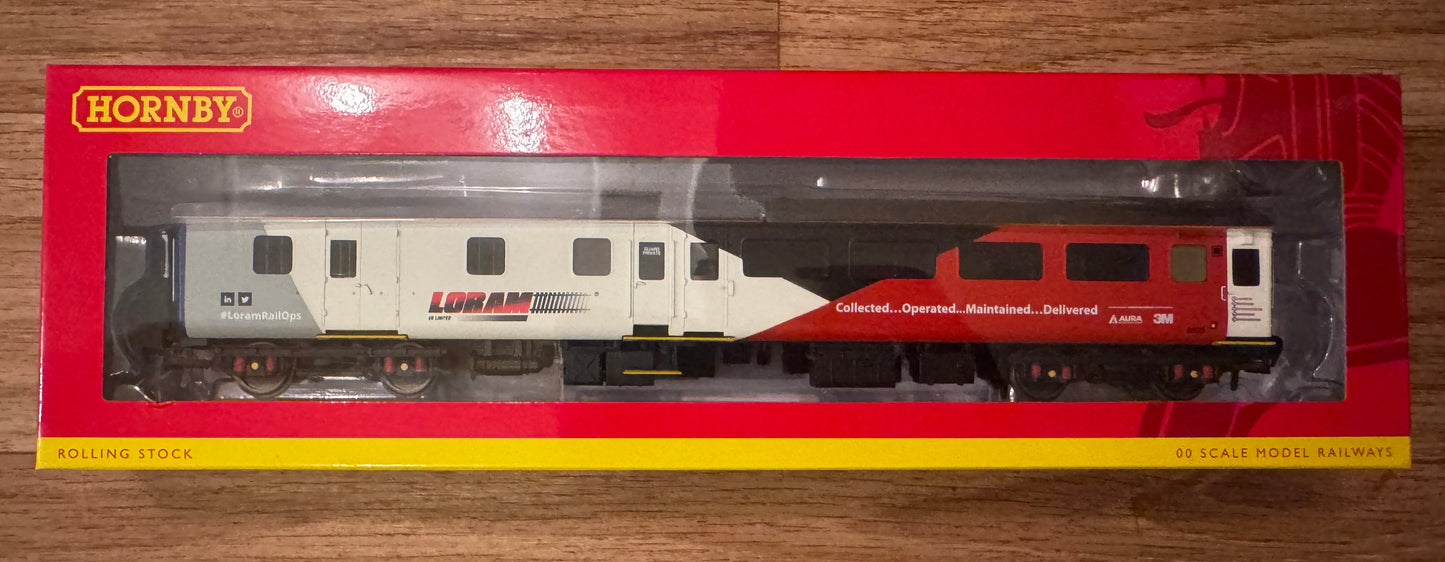 HORNBY®
GUARD
PRIVATE
LORAM
UK LIMITED
#LoramRailOps
Collected...Operated...Maintained...Delivered
AURA
3M
ROLLING STOCK
00 SCALE MODEL RAILWAYS